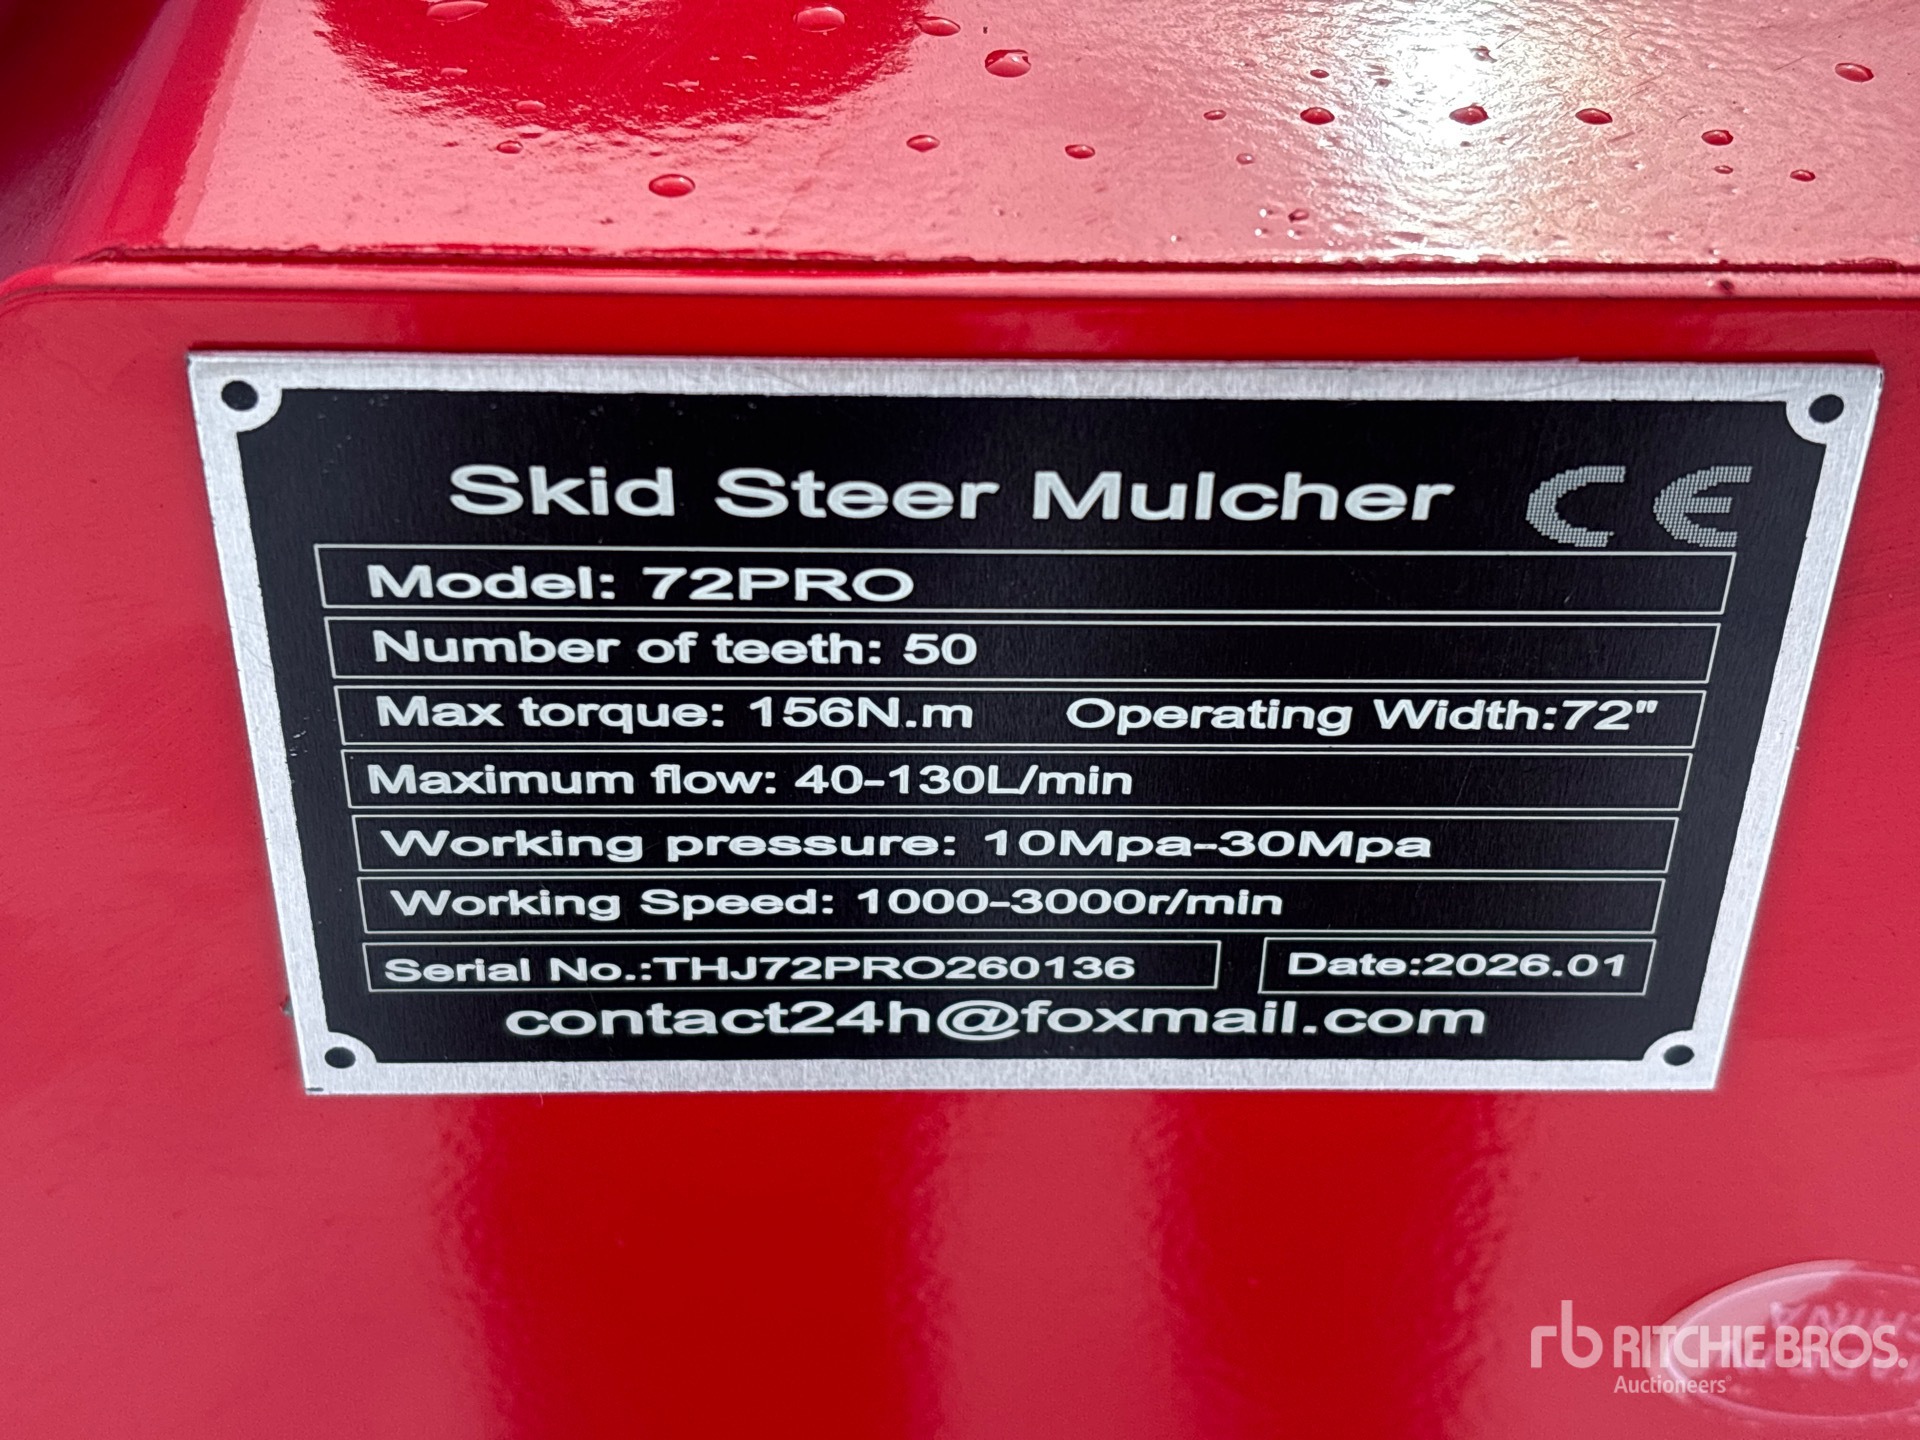 Skid Steer Mulcher CE
Model: 72PRO
Number of teeth: 50
Max torque: 156N.m Operating Width:72"
Maximum flow: 40-130L/min
Working pressure: 10Mpa-30Mpa
Working Speed: 1000-3000r/min
Serial No.:THJ72PRO260136 Date:2026.01
contact24h@foxmail.com
rb RITCHIE BROS.
Auctioneers